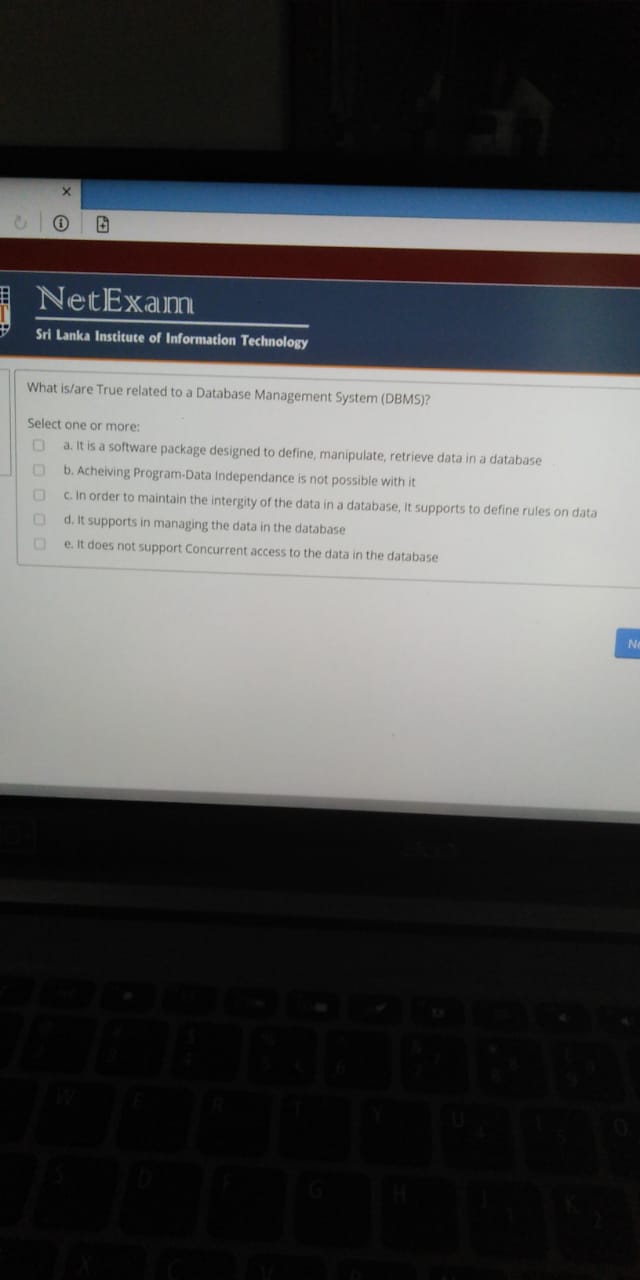 NetExam
Sri Lanka Institute of Information Technology
What is/are True related to a Database Management System (DBMS)?
Select one or more:
a. It is a software package designed to define, manipulate, retrieve data in a database
b. Acheiving Program-Data Independance is not possible with it
c. In order to maintain the intergity of the data in a database, It supports to define rules on data
d. It supports in managing the data in the database
e. It does not support Concurrent access to the data in the database
W E R T Y U
S D F G H J K